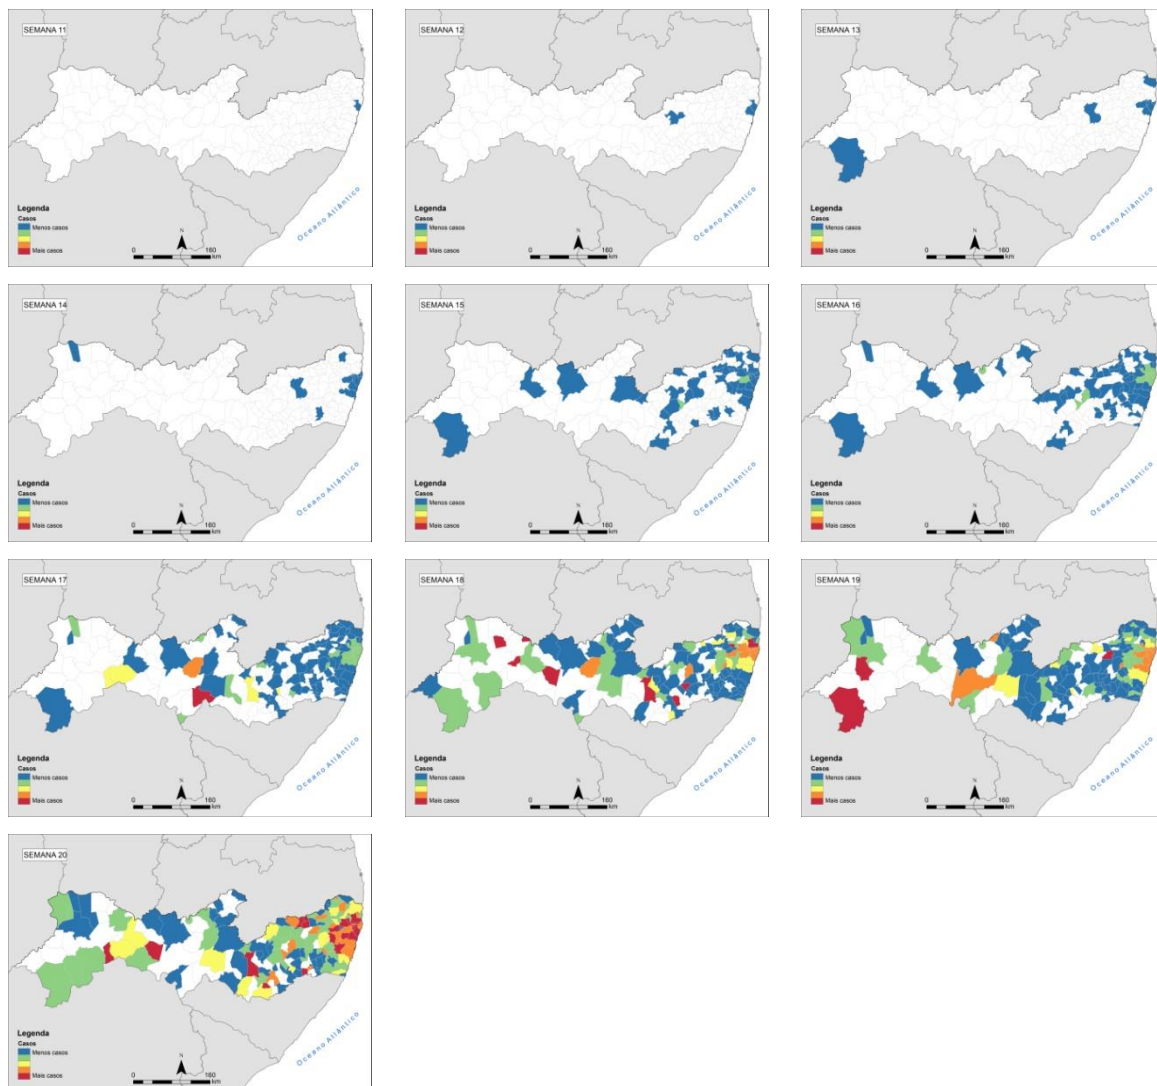 SEMANA 11
Oceano Atlântico
Legenda
Casos
Menos casos
Mais casos
N
0 160
km
SEMANA 12
Oceano Atlântico
Legenda
Casos
Menos casos
Mais casos
N
0 160
km
SEMANA 13
Oceano Atlântico
Legenda
Casos
Menos casos
Mais casos
N
0 160
km
SEMANA 14
Oceano Atlântico
Legenda
Casos
Menos casos
Mais casos
N
0 160
km
SEMANA 15
Oceano Atlântico
Legenda
Casos
Menos casos
Mais casos
N
0 160
km
SEMANA 16
Oceano Atlântico
Legenda
Casos
Menos casos
Mais casos
N
0 160
km
SEMANA 17
Oceano Atlântico
Legenda
Casos
Menos casos
Mais casos
N
0 160
km
SEMANA 18
Oceano Atlântico
Legenda
Casos
Menos casos
Mais casos
N
0 160
km
SEMANA 19
Oceano Atlântico
Legenda
Casos
Menos casos
Mais casos
N
0 160
km
SEMANA 20
Oceano Atlântico
Legenda
Casos
Menos casos
Mais casos
N
0 160
km